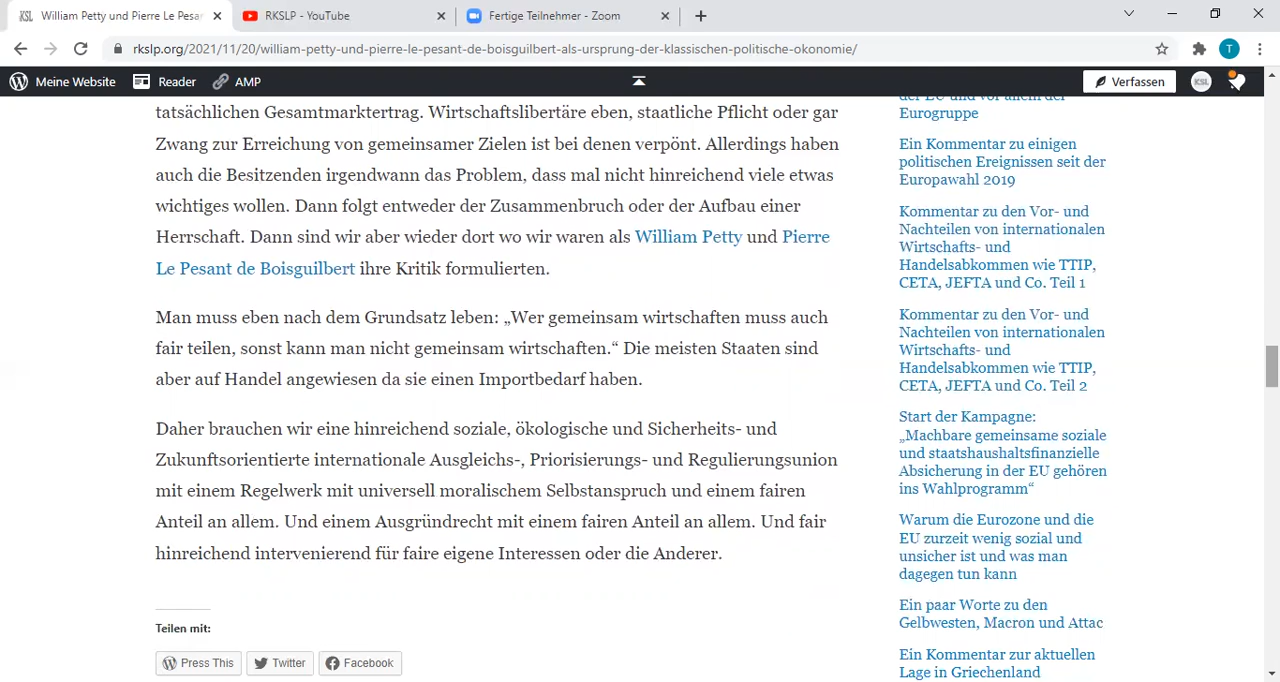 William Petty und Pierre Le Pesa
RKSLP - YouTube
Fertige Teilnehmer - Zoom
rkslp.org/2021/11/20/william-petty-und-pierre-le-pesant-de-boisguilbert-als-ursprung-der-klassischen-politische-okonomie/
T
Meine Website
Reader
AMP
Verfassen
KSL
tatsächlichen Gesamtmarktertrag. Wirtschaftslibertäre eben, staatliche Pflicht oder gar
Zwang zur Erreichung von gemeinsamer Zielen ist bei denen verpönt. Allerdings haben
auch die Besitzenden irgendwann das Problem, dass mal nicht hinreichend viele etwas
wichtiges wollen. Dann folgt entweder der Zusammenbruch oder der Aufbau einer
Herrschaft. Dann sind wir aber wieder dort wo wir waren als William Petty und Pierre
Le Pesant de Boisguilbert ihre Kritik formulierten.
Man muss eben nach dem Grundsatz leben: „Wer gemeinsam wirtschaften muss auch
fair teilen, sonst kann man nicht gemeinsam wirtschaften.“ Die meisten Staaten sind
aber auf Handel angewiesen da sie einen Importbedarf haben.
Daher brauchen wir eine hinreichend soziale, ökologische und Sicherheits- und
Zukunftsorientierte internationale Ausgleichs-, Priorisierungs- und Regulierungsunion
mit einem Regelwerk mit universell moralischem Selbstanspruch und einem fairen
Anteil an allem. Und einem Ausgründrecht mit einem fairen Anteil an allem. Und fair
hinreichend intervenierend für faire eigene Interessen oder die Anderer.
Teilen mit:
Press This
Twitter
Facebook
der EU und vor allem der
Eurogruppe
Ein Kommentar zu einigen
politischen Ereignissen seit der
Europawahl 2019
Kommentar zu den Vor- und
Nachteilen von internationalen
Wirtschafts- und
Handelsabkommen wie TTIP,
CETA, JEFTA und Co. Teil 1
Kommentar zu den Vor- und
Nachteilen von internationalen
Wirtschafts- und
Handelsabkommen wie TTIP,
CETA, JEFTA und Co. Teil 2
Start der Kampagne:
„Machbare gemeinsame soziale
und staatshaushaltsfinanzielle
Absicherung in der EU gehören
ins Wahlprogramm“
Warum die Eurozone und die
EU zurzeit wenig sozial und
unsicher ist und was man
dagegen tun kann
Ein paar Worte zu den
Gelbwesten, Macron und Attac
Ein Kommentar zur aktuellen
Lage in Griechenland